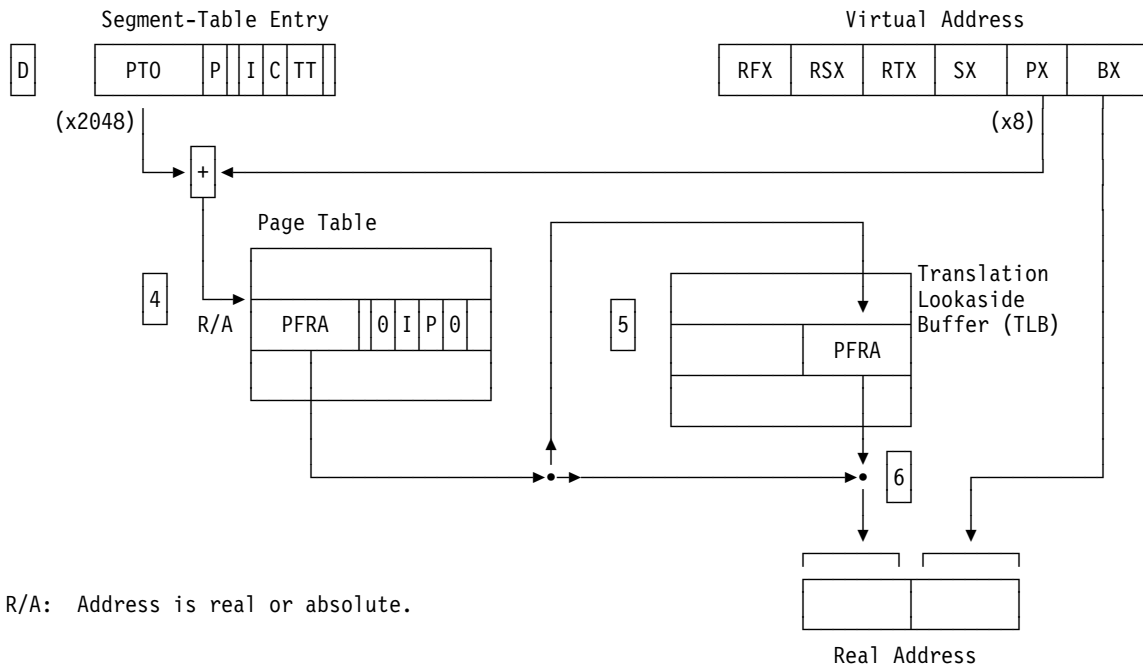 Segment-Table Entry
Virtual Address
D
PTO P I C TT
RFX RSX RTX SX PX BX
(x2048)
(x8)
+
Page Table
4
R/A
PFRA 0 I P 0
5
Translation
Lookaside
Buffer (TLB)
PFRA
6
R/A: Address is real or absolute.
Real Address